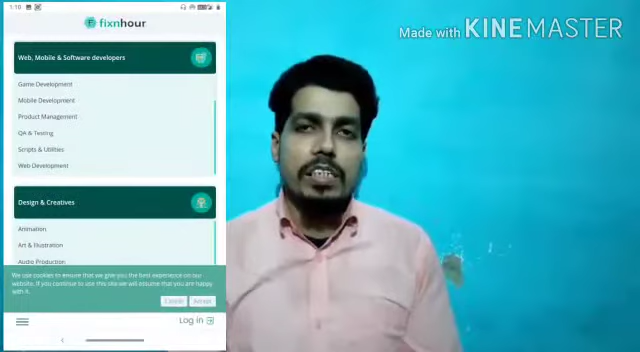 1:10
fixnhour
Made with KINEMASTER
Web, Mobile & Software developers
Game Development
Mobile Development
Product Management
QA & Testing
Scripts & Utilities
Web Development
Design & Creatives
Animation
Art & Illustration
Audio Production
We use cookies to ensure that we give you the best experience on our
website. If you continue to use this site we will assume that you are happy
with it.
Cancel Accept
Log in